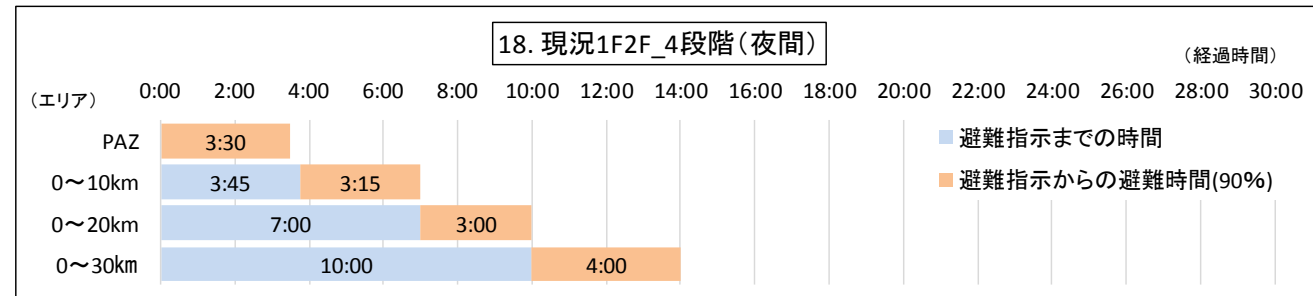 18. 現況1F2F_4段階（夜間）
（経過時間）
（エリア） 0:00 2:00 4:00 6:00 8:00 10:00 12:00 14:00 16:00 18:00 20:00 22:00 24:00 26:00 28:00 30:00
PAZ 3:30
避難指示までの時間
0～10km 3:45 3:15
避難指示からの避難時間(90%)
0～20km 7:00 3:00
0～30㎞ 10:00 4:00